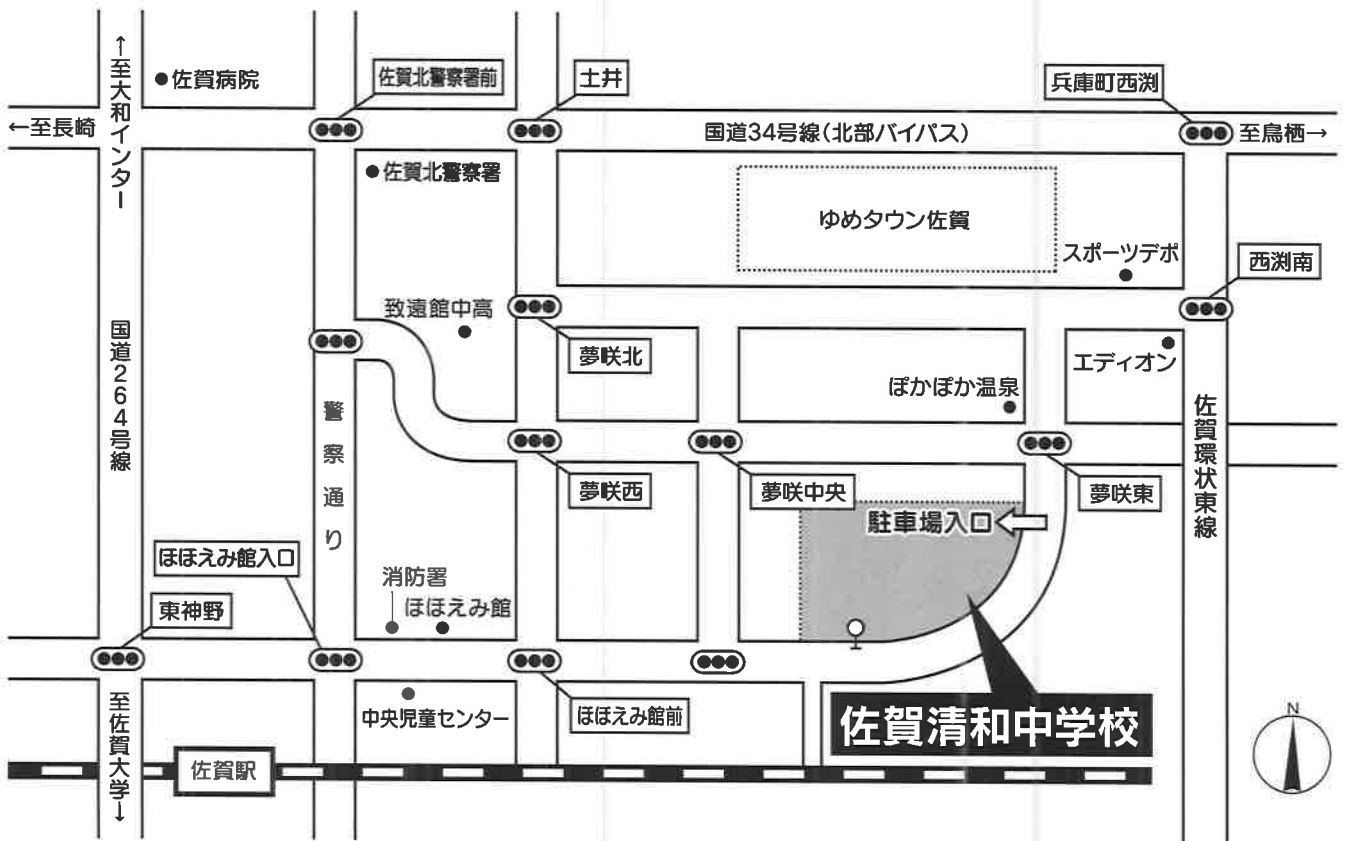 ←至大和インター
●佐賀病院
佐賀北警察署前
土井
兵庫町西渕
←至長崎
国道34号線(北部バイパス)
至鳥栖→
●佐賀北警察署
ゆめタウン佐賀
スポーツデポ
西渕南
致遠館中高
夢咲北
エディオン
国道264号線
ぽかぽか温泉
警察通り
佐賀環状東線
夢咲西
夢咲中央
夢咲東
駐車場入口
ほほえみ館入口
消防署
ほほえみ館
東神野
中央児童センター
ほほえみ館前
佐賀清和中学校
至佐賀大学→
佐賀駅
N